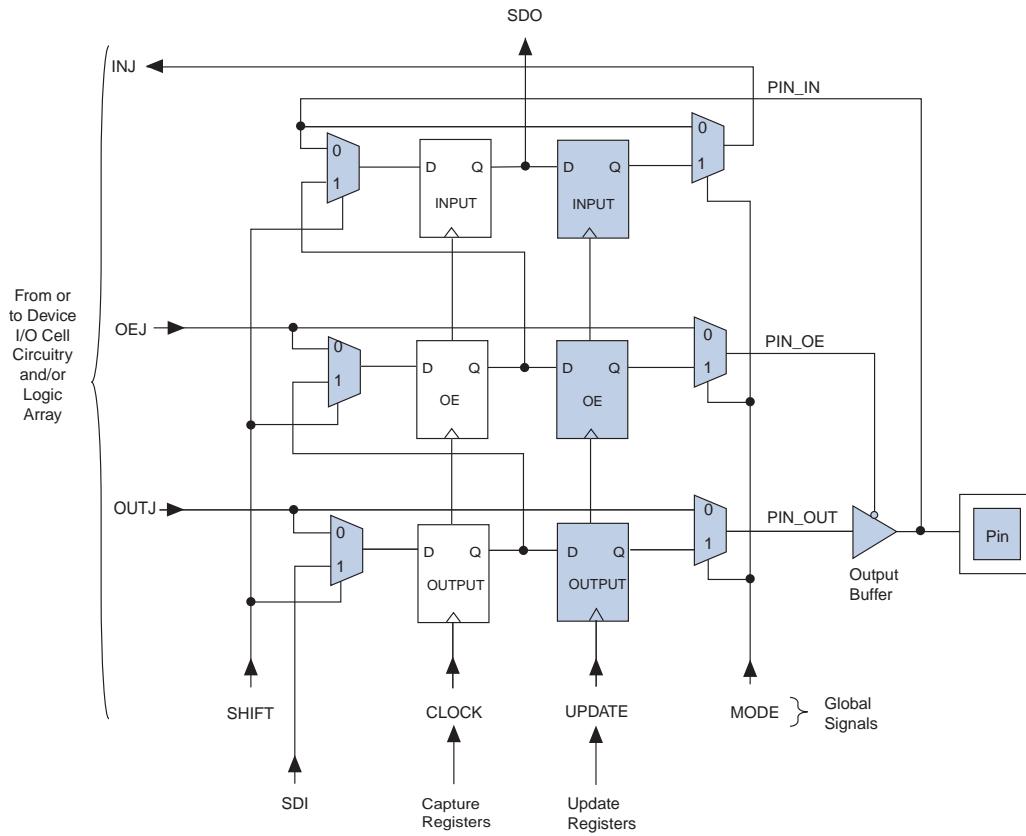 SDO
INJ
PIN_IN
0
1
D Q
INPUT
D Q
INPUT
0
1
From or
to Device
I/O Cell
Circuitry
and/or
Logic
Array
OEJ
0
1
D Q
OE
D Q
OE
0
1
PIN_OE
OUTJ
0
1
D Q
OUTPUT
D Q
OUTPUT
0
1
PIN_OUT
Pin
Output
Buffer
SHIFT
CLOCK
UPDATE
MODE
Global
Signals
SDI
Capture
Registers
Update
Registers